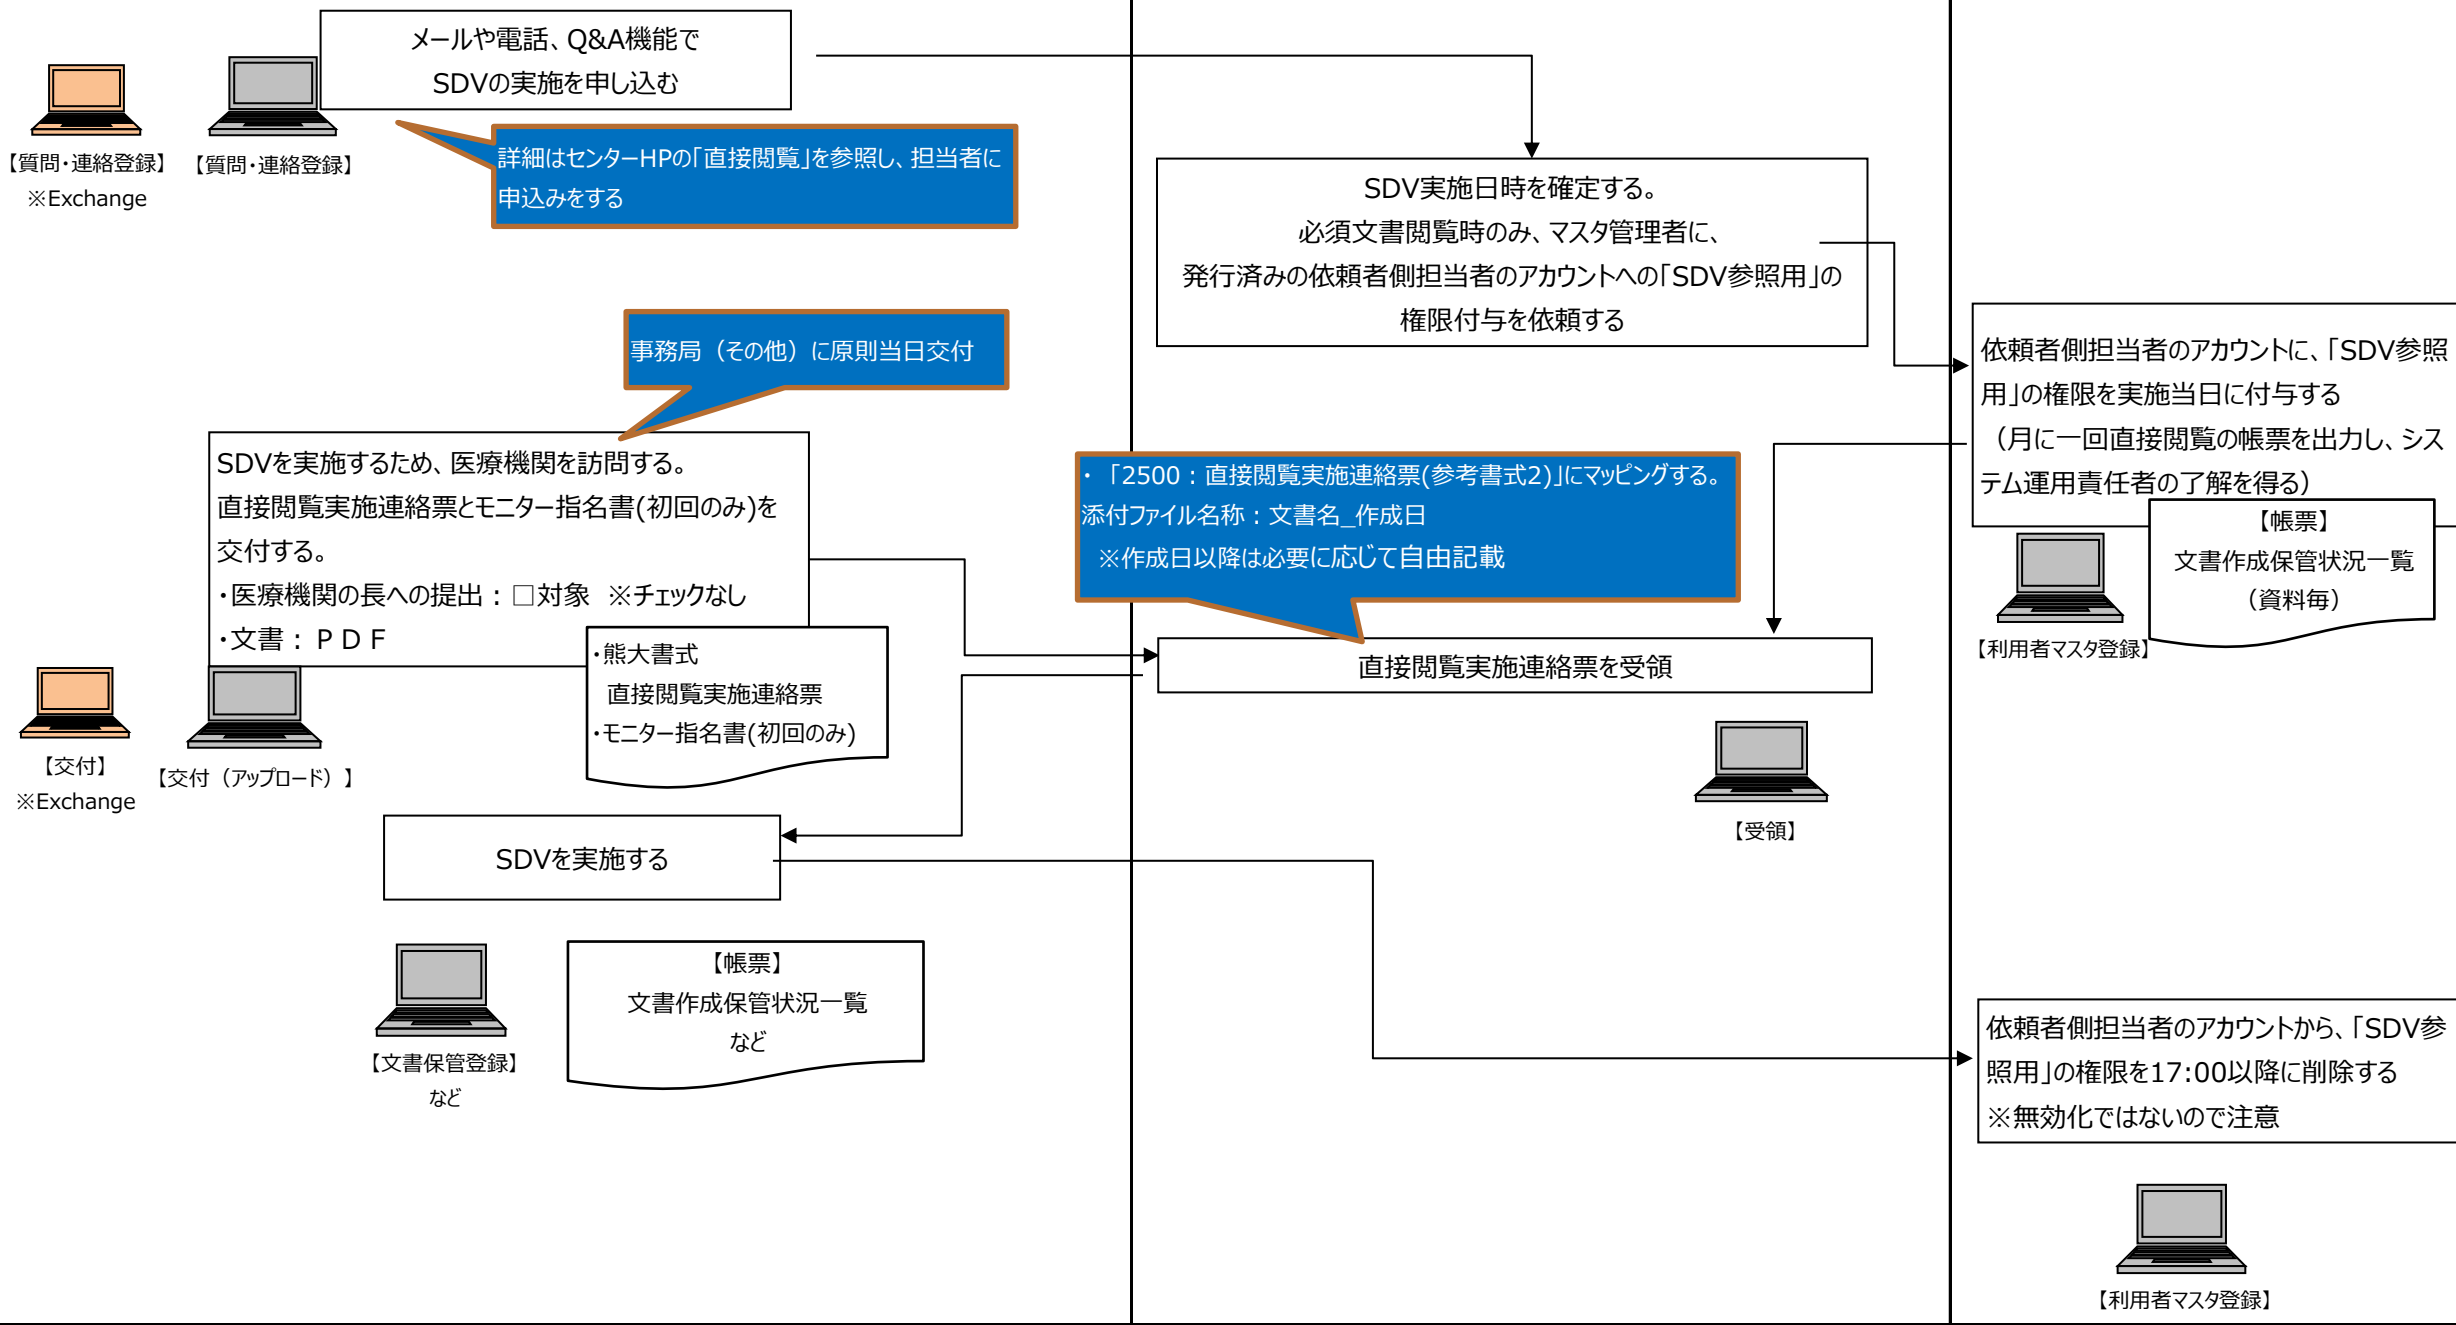 メールや電話、Q&A機能で
SDVの実施を申し込む
【質問・連絡登録】
※Exchange
【質問・連絡登録】
詳細はセンターHPの「直接閲覧」を参照し、担当者に
申込みをする
SDV実施日時を確定する。
必須文書閲覧時のみ、マスタ管理者に、
発行済みの依頼者側担当者のアカウントへの「SDV参照用」の
権限付与を依頼する
依頼者側担当者のアカウントに、「SDV参照
用」の権限を実施当日に付与する
（月に一回直接閲覧の帳票を出力し、シス
テム運用責任者の了解を得る）
【帳票】
文書作成保管状況一覧
（資料毎）
【利用者マスタ登録】
事務局（その他）に原則当日交付
SDVを実施するため、医療機関を訪問する。
直接閲覧実施連絡票とモニター指名書(初回のみ)を
交付する。
・医療機関の長への提出：□対象 ※チェックなし
・文書：ＰＤＦ
・熊大書式
直接閲覧実施連絡票
・モニター指名書(初回のみ)
【交付】
※Exchange
【交付（アップロード）】
・「2500：直接閲覧実施連絡票(参考書式2)」にマッピングする。
添付ファイル名称：文書名_作成日
※作成日以降は必要に応じて自由記載
直接閲覧実施連絡票を受領
【受領】
SDVを実施する
【文書保管登録】
など
【帳票】
文書作成保管状況一覧
など
依頼者側担当者のアカウントから、「SDV参
照用」の権限を17:00以降に削除する
※無効化ではないので注意
【利用者マスタ登録】